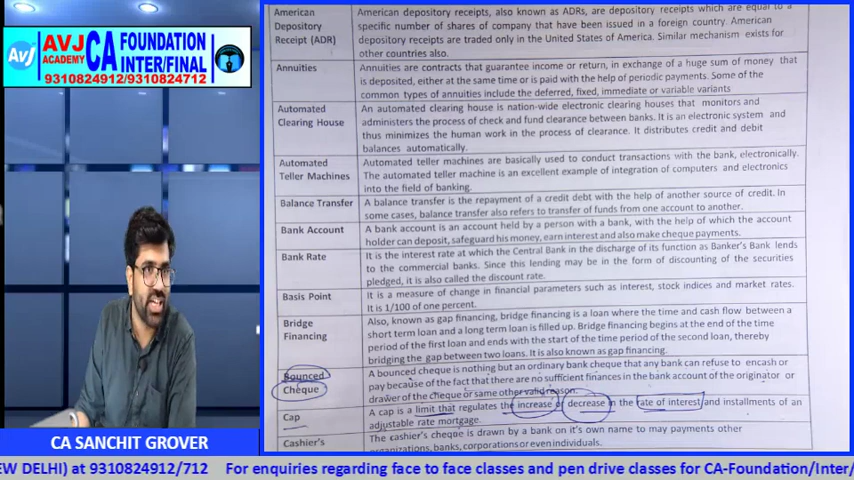 AVJ
ACADEMY
CA
FOUNDATION
INTER/FINAL
9310824912/9310824712
AVJ
American
Depository
Receipt (ADR)
American depository receipts, also known as ADRs, are depository receipts which are equal to a
specific number of shares of company that have been issued in a foreign country. American
depository receipts are traded only in the United States of America. Similar mechanism exists for
other countries also.
Annuities
Annuities are contracts that guarantee income or return, in exchange of a huge sum of money that
is deposited, either at the same time or is paid with the help of periodic payments. Some of the
common types of annuities include the deferred, fixed, immediate or variable variants
Automated
Clearing House
An automated clearing house is nation-wide electronic clearing houses that monitors and
administers the process of check and fund clearance between banks. It is an electronic system and
thus minimizes the human work in the process of clearance. It distributes credit and debit
balances automatically.
Automated
Teller Machines
Automated teller machines are basically used to conduct transactions with the bank, electronically.
The automated teller machine is an excellent example of integration of computers and electronics
into the field of banking.
Balance Transfer
A balance transfer is the repayment of a credit debt with the help of another source of credit. In
some cases, balance transfer also refers to transfer of funds from one account to another.
Bank Account
A bank account is an account held by a person with a bank, with the help of which the account
holder can deposit, safeguard his money, earn interest and also make cheque payments.
Bank Rate
It is the interest rate at which the Central Bank in the discharge of its function as Banker's Bank lends
to the commercial banks. Since this lending may be in the form of discounting of the securities
pledged, it is also called the discount rate.
Basis Point
It is a measure of change in financial parameters such as interest, stock indices and market rates.
It is 1/100 of one percent.
Bridge
Financing
Also, known as gap financing, bridge financing is a loan where the time and cash flow between a
short term loan and a long term loan is filled up. Bridge financing begins at the end of the time
period of the first loan and ends with the start of the time period of the second loan, thereby
bridging the gap between two loans. It is also known as gap financing.
Bounced
Cheque
A bounced cheque is nothing but an ordinary bank cheque that any bank can refuse to encash or
pay because of the fact that there are no sufficient finances in the bank account of the originator or
drawer of the cheque or same other valid reason.
Cap
A cap is a limit that regulates the increase or decrease in the rate of interest and installments of an
adjustable rate mortgage.
Cashier's
The cashier's cheque is drawn by a bank on it's own name to may payments other
organizations, banks, corporations or even individuals.
CA SANCHIT GROVER
EW DELHI) at 9310824912/712 For enquiries regarding face to face classes and pen drive classes for CA-Foundation/Inter/